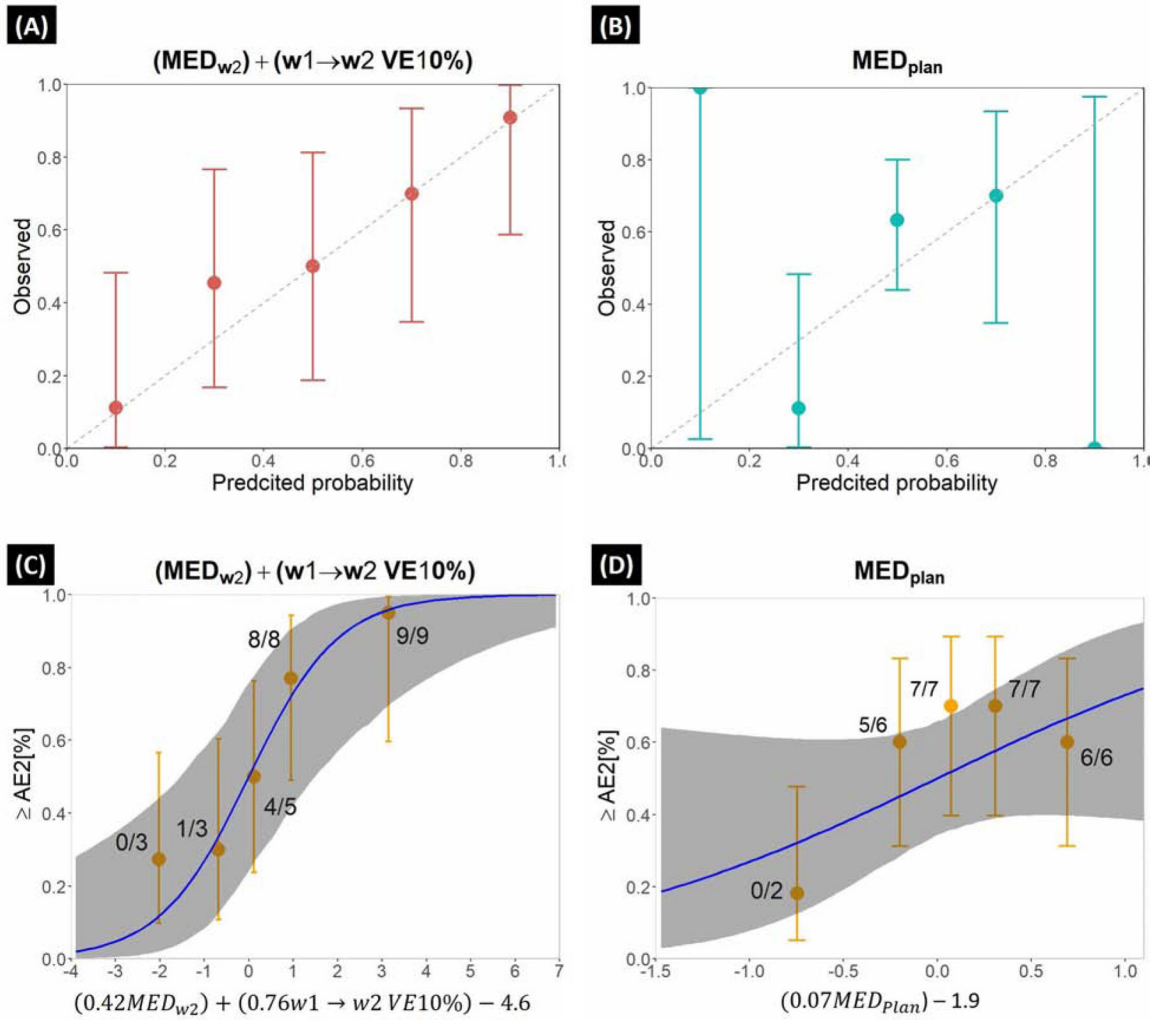 (A)
(MEDw2) + (w1→w2 VE10%)
1.0
0.8
0.6
0.4
0.2
0.0
Observed
0.0 0.2 0.4 0.6 0.8 1.0
Predcited probability
(B)
MEDplan
1.0
0.8
0.6
0.4
0.2
0.0
Observed
0.0 0.2 0.4 0.6 0.8 1.0
Predcited probability
(C)
(MEDw2) + (w1→w2 VE10%)
1.0
0.8
0.6
0.4
0.2
0.0
≥ AE2[%]
0/3
1/3
4/5
8/8
9/9
-4 -3 -2 -1 0 1 2 3 4 5 6 7
(0.42MEDw2) + (0.76w1 → w2 VE10%) − 4.6
(D)
MEDplan
1.0
0.8
0.6
0.4
0.2
0.0
≥ AE2[%]
0/2
5/6
7/7
7/7
6/6
-1.5 -1.0 -0.5 0.0 0.5 1.0
(0.07MEDPlan) − 1.9